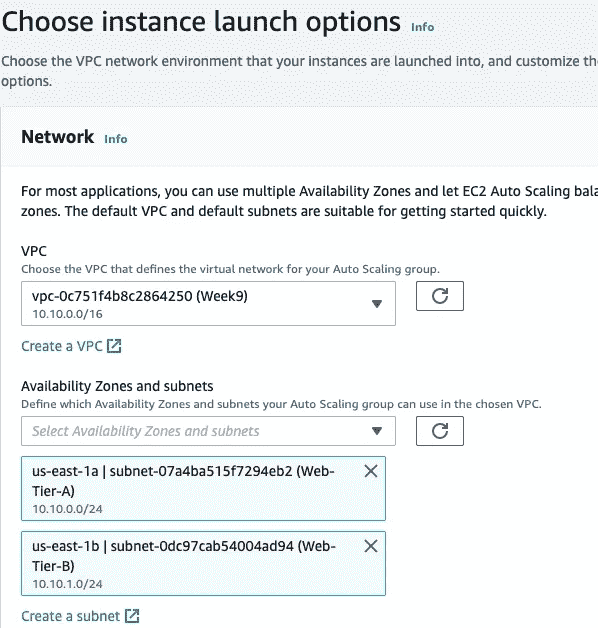 Choose instance launch options Info
Choose the VPC network environment that your instances are launched into, and customize the
options.
Network Info
For most applications, you can use multiple Availability Zones and let EC2 Auto Scaling bala
zones. The default VPC and default subnets are suitable for getting started quickly.
VPC
Choose the VPC that defines the virtual network for your Auto Scaling group.
vpc-0c751f4b8c2864250 (Week9)
10.10.0.0/16
Create a VPC
Availability Zones and subnets
Define which Availability Zones and subnets your Auto Scaling group can use in the chosen VPC.
Select Availability Zones and subnets
us-east-1a | subnet-07a4ba515f7294eb2 (Web-
Tier-A)
10.10.0.0/24
us-east-1b | subnet-0dc97cab54004ad94 (Web-
Tier-B)
10.10.1.0/24
Create a subnet